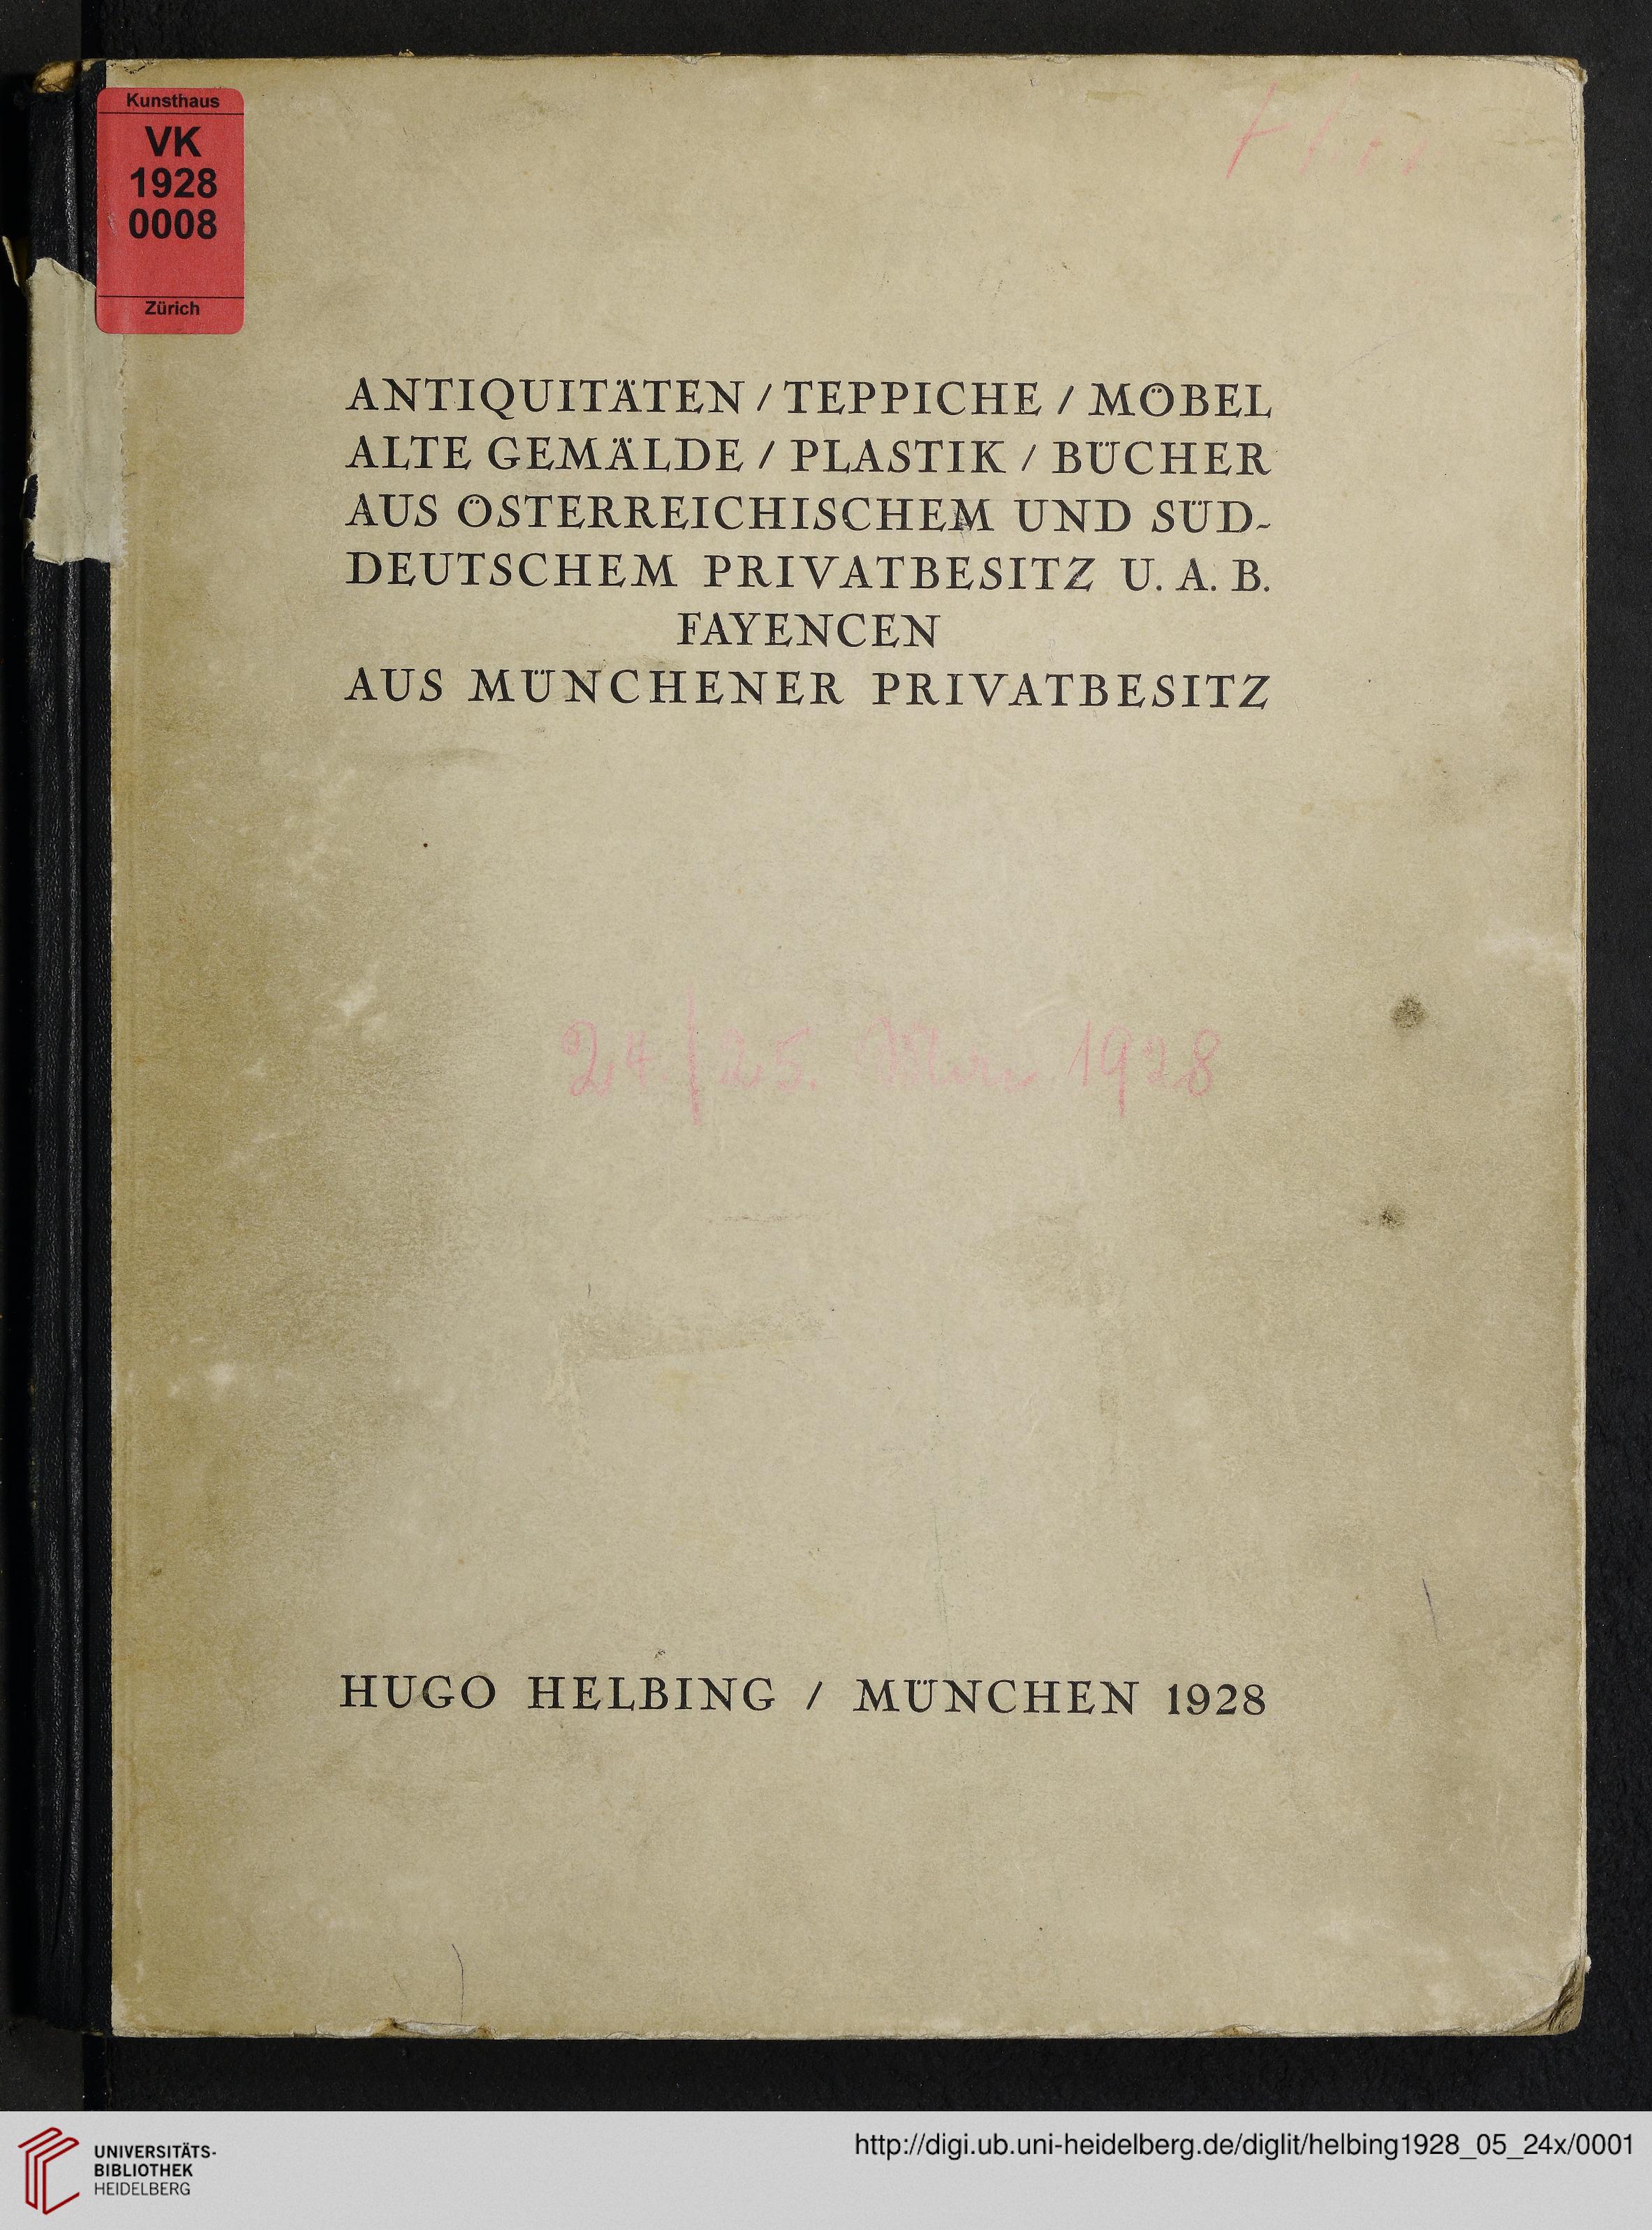 Kunsthaus
VK
1928
0008
Zürich
ANTIQUITÄTEN / TEPPICHE / MÖBEL
ALTE GEMÄLDE / PLASTIK / BÜCHER
AUS ÖSTERREICHISCHEM UND SÜD-
DEUTSCHEM PRIVATBESITZ U. A. B.
FAYENCEN
AUS MÜNCHENER PRIVATBESITZ
24./25. 1928
HUGO HELBING / MÜNCHEN 1928
UNIVERSITÄTS-
BIBLIOTHEK
HEIDELBERG
http://digi.ub.uni-heidelberg.de/diglit/helbing1928_05_24x/0001